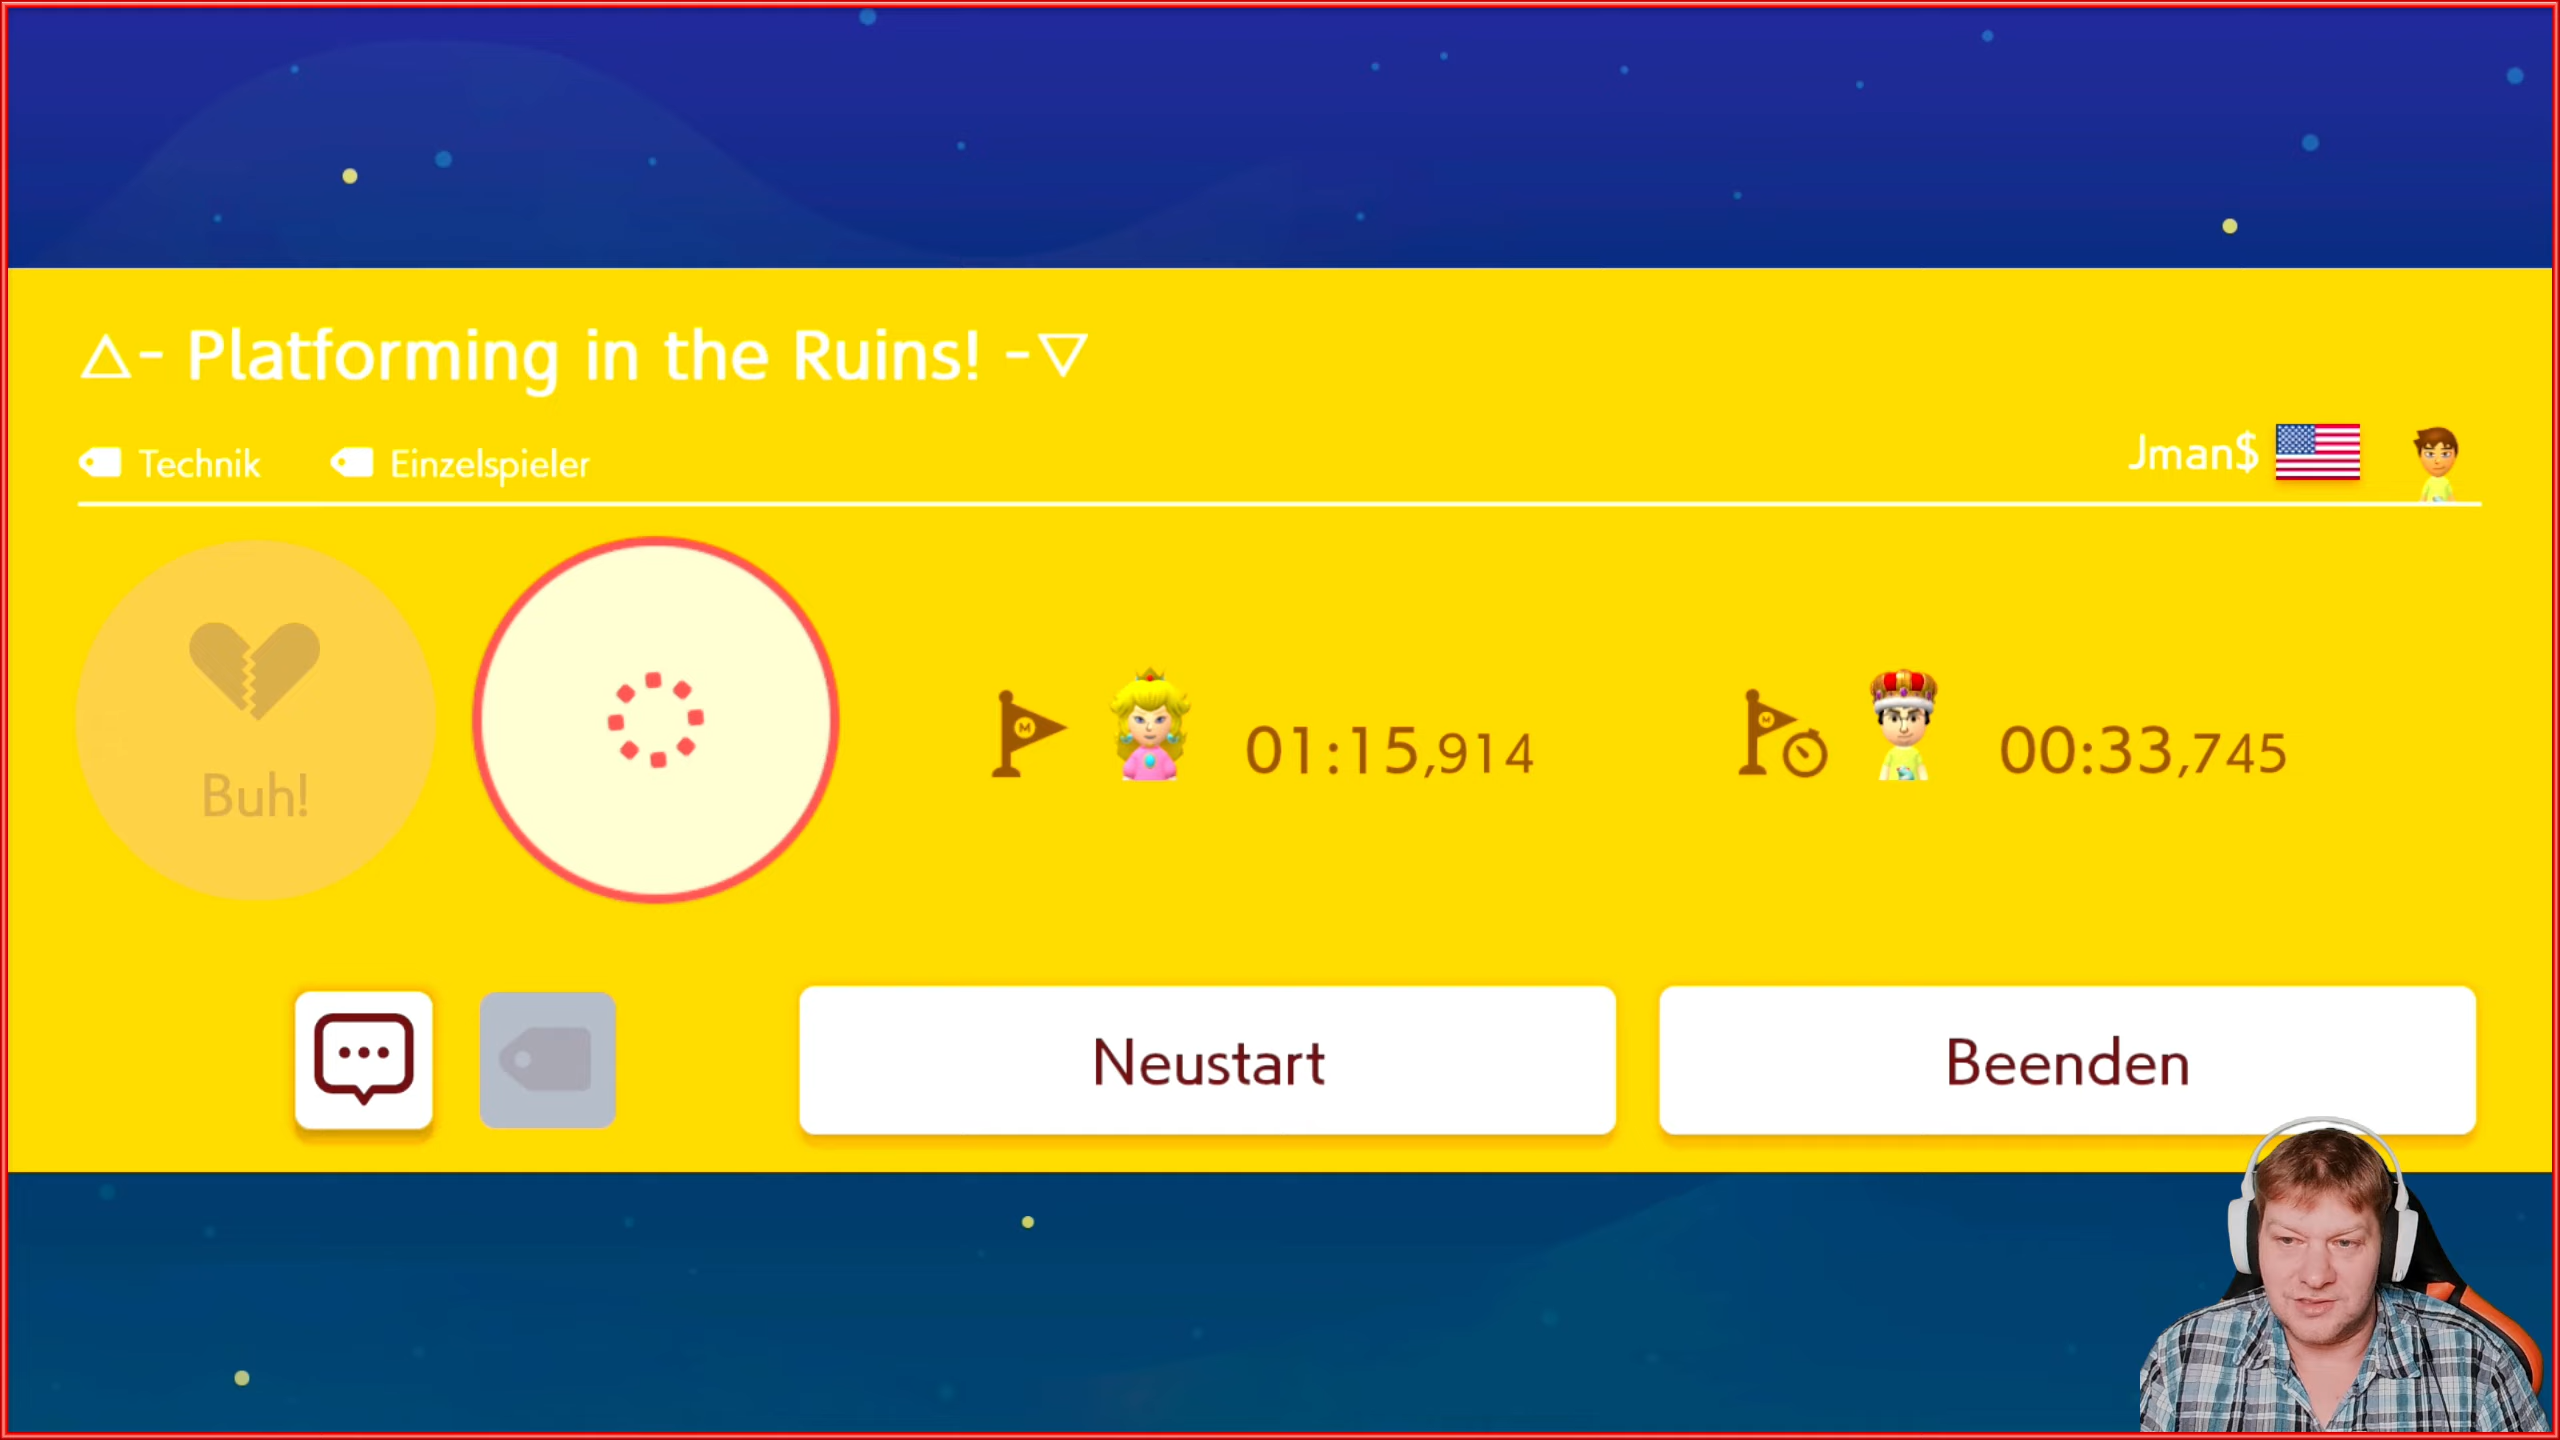 △- Platforming in the Ruins! -▽
Technik Einzelspieler Jman$
Buh!
01:15,914 00:33,745
Neustart Beenden